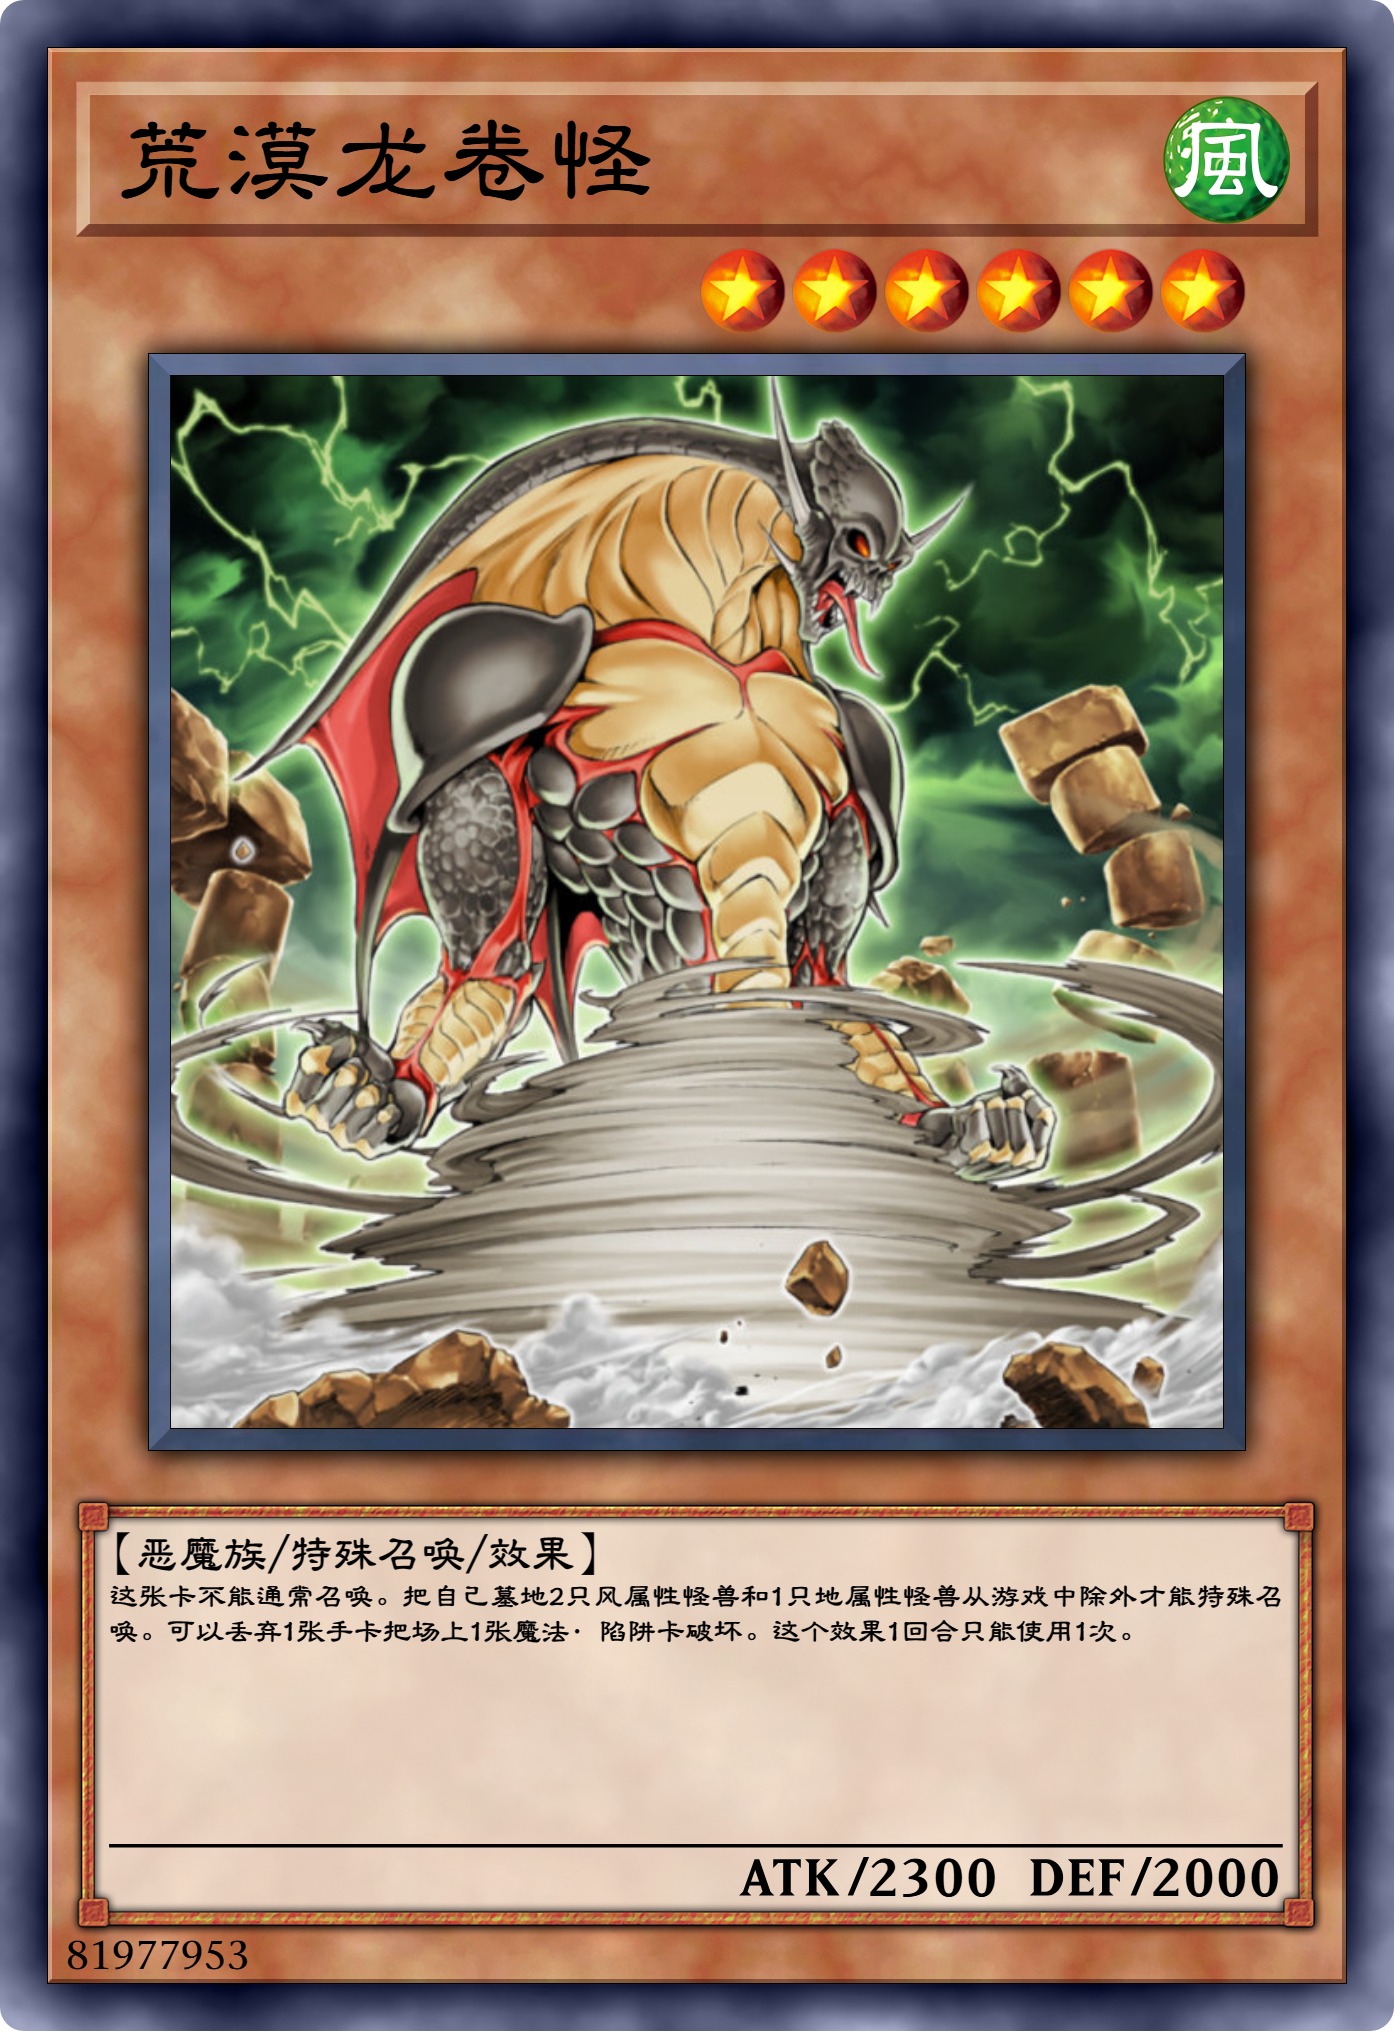 荒漠龙卷怪
風
【恶魔族/特殊召唤/效果】
这张卡不能通常召唤。把自己墓地2只风属性怪兽和1只地属性怪兽从游戏中除外才能特殊召
唤。可以丢弃1张手卡把场上1张魔法·陷阱卡破坏。这个效果1回合只能使用1次。
ATK/2300 DEF/2000
81977953